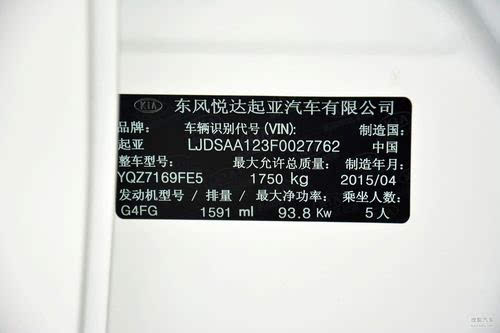 KIA 东风悦达起亚汽车有限公司
品牌: 车辆识别代号(VIN): 制造国:
起亚 LJDSAA123F0027762 中国
整车型号: 最大允许总质量: 制造年月:
YQZ7169FE5 1750 kg 2015/04
发动机型号 / 排量 / 最大净功率: 乘坐人数:
G4FG 1591 ml 93.8 Kw 5人